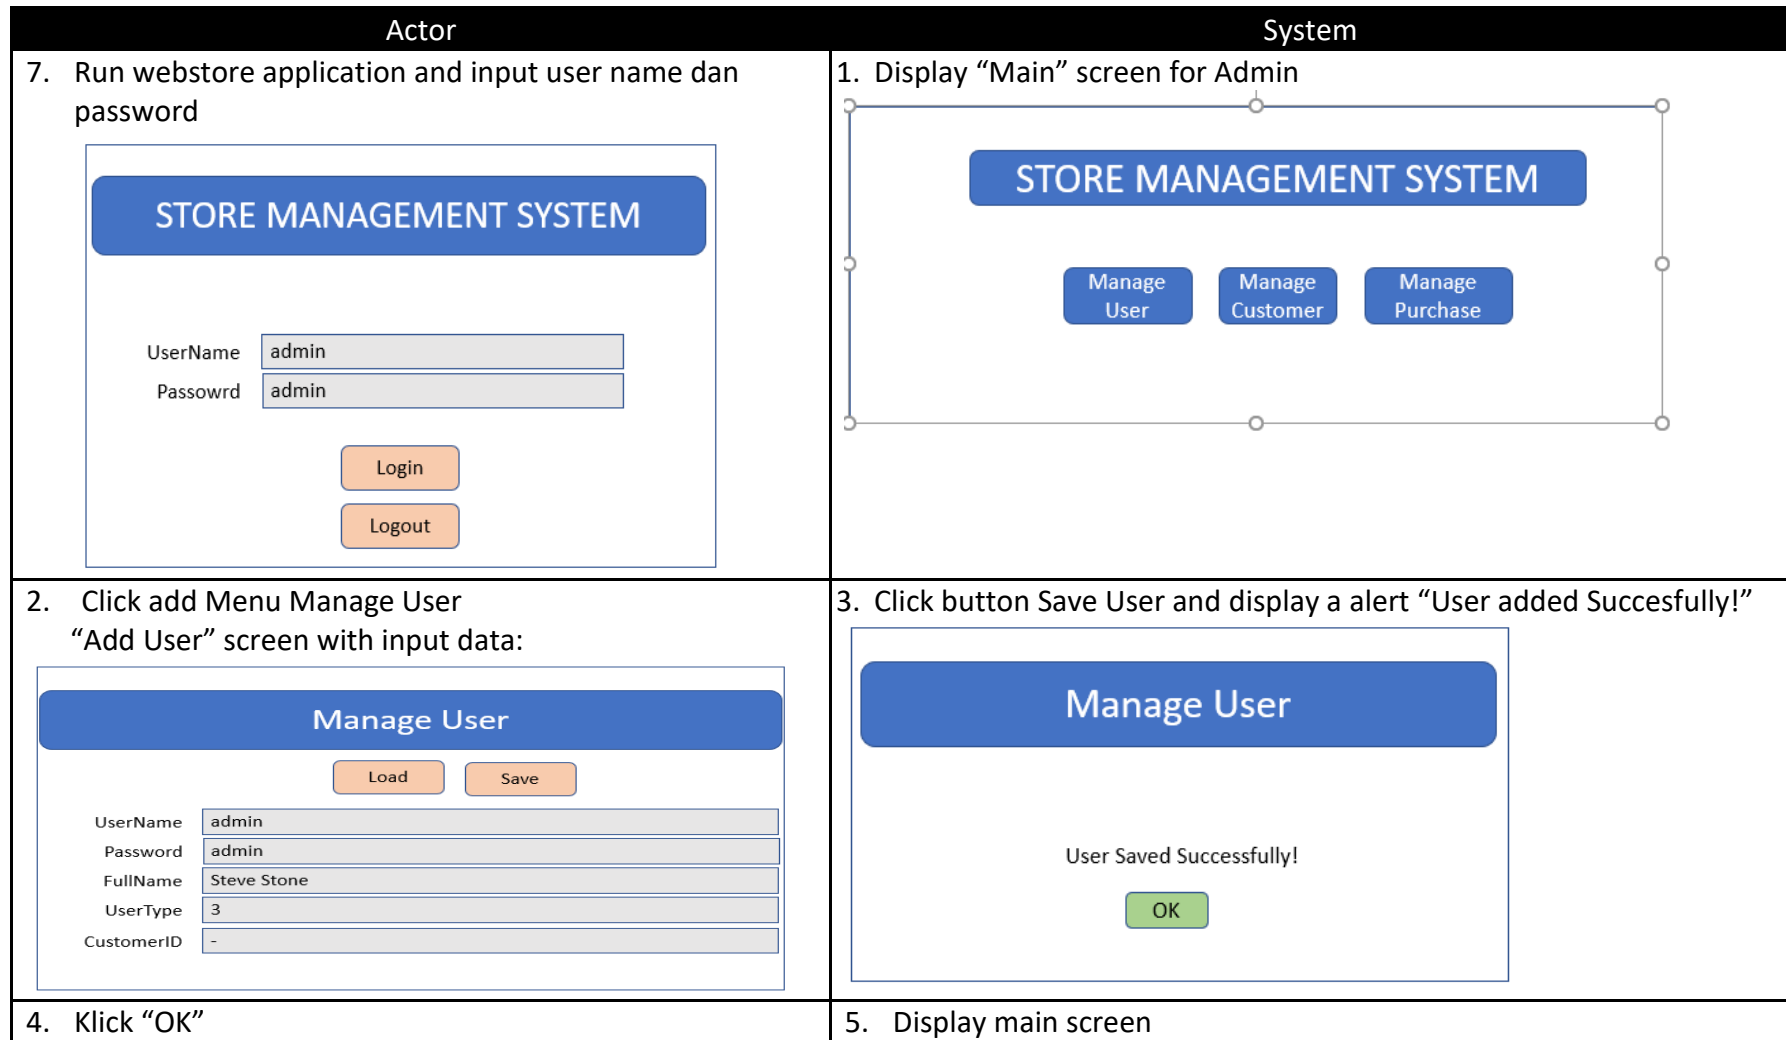 Actor
System
7. Run webstore application and input user name dan
password
STORE MANAGEMENT SYSTEM
UserName admin
Passowrd admin
Login
Logout
1. Display “Main” screen for Admin
STORE MANAGEMENT SYSTEM
Manage User
Manage Customer
Manage Purchase
2. Click add Menu Manage User
“Add User” screen with input data:
Manage User
Load Save
UserName admin
Password admin
FullName Steve Stone
UserType 3
CustomerID -
3. Click button Save User and display a alert “User added Succesfully!”
Manage User
User Saved Successfully!
OK
4. Klick “OK”
5. Display main screen